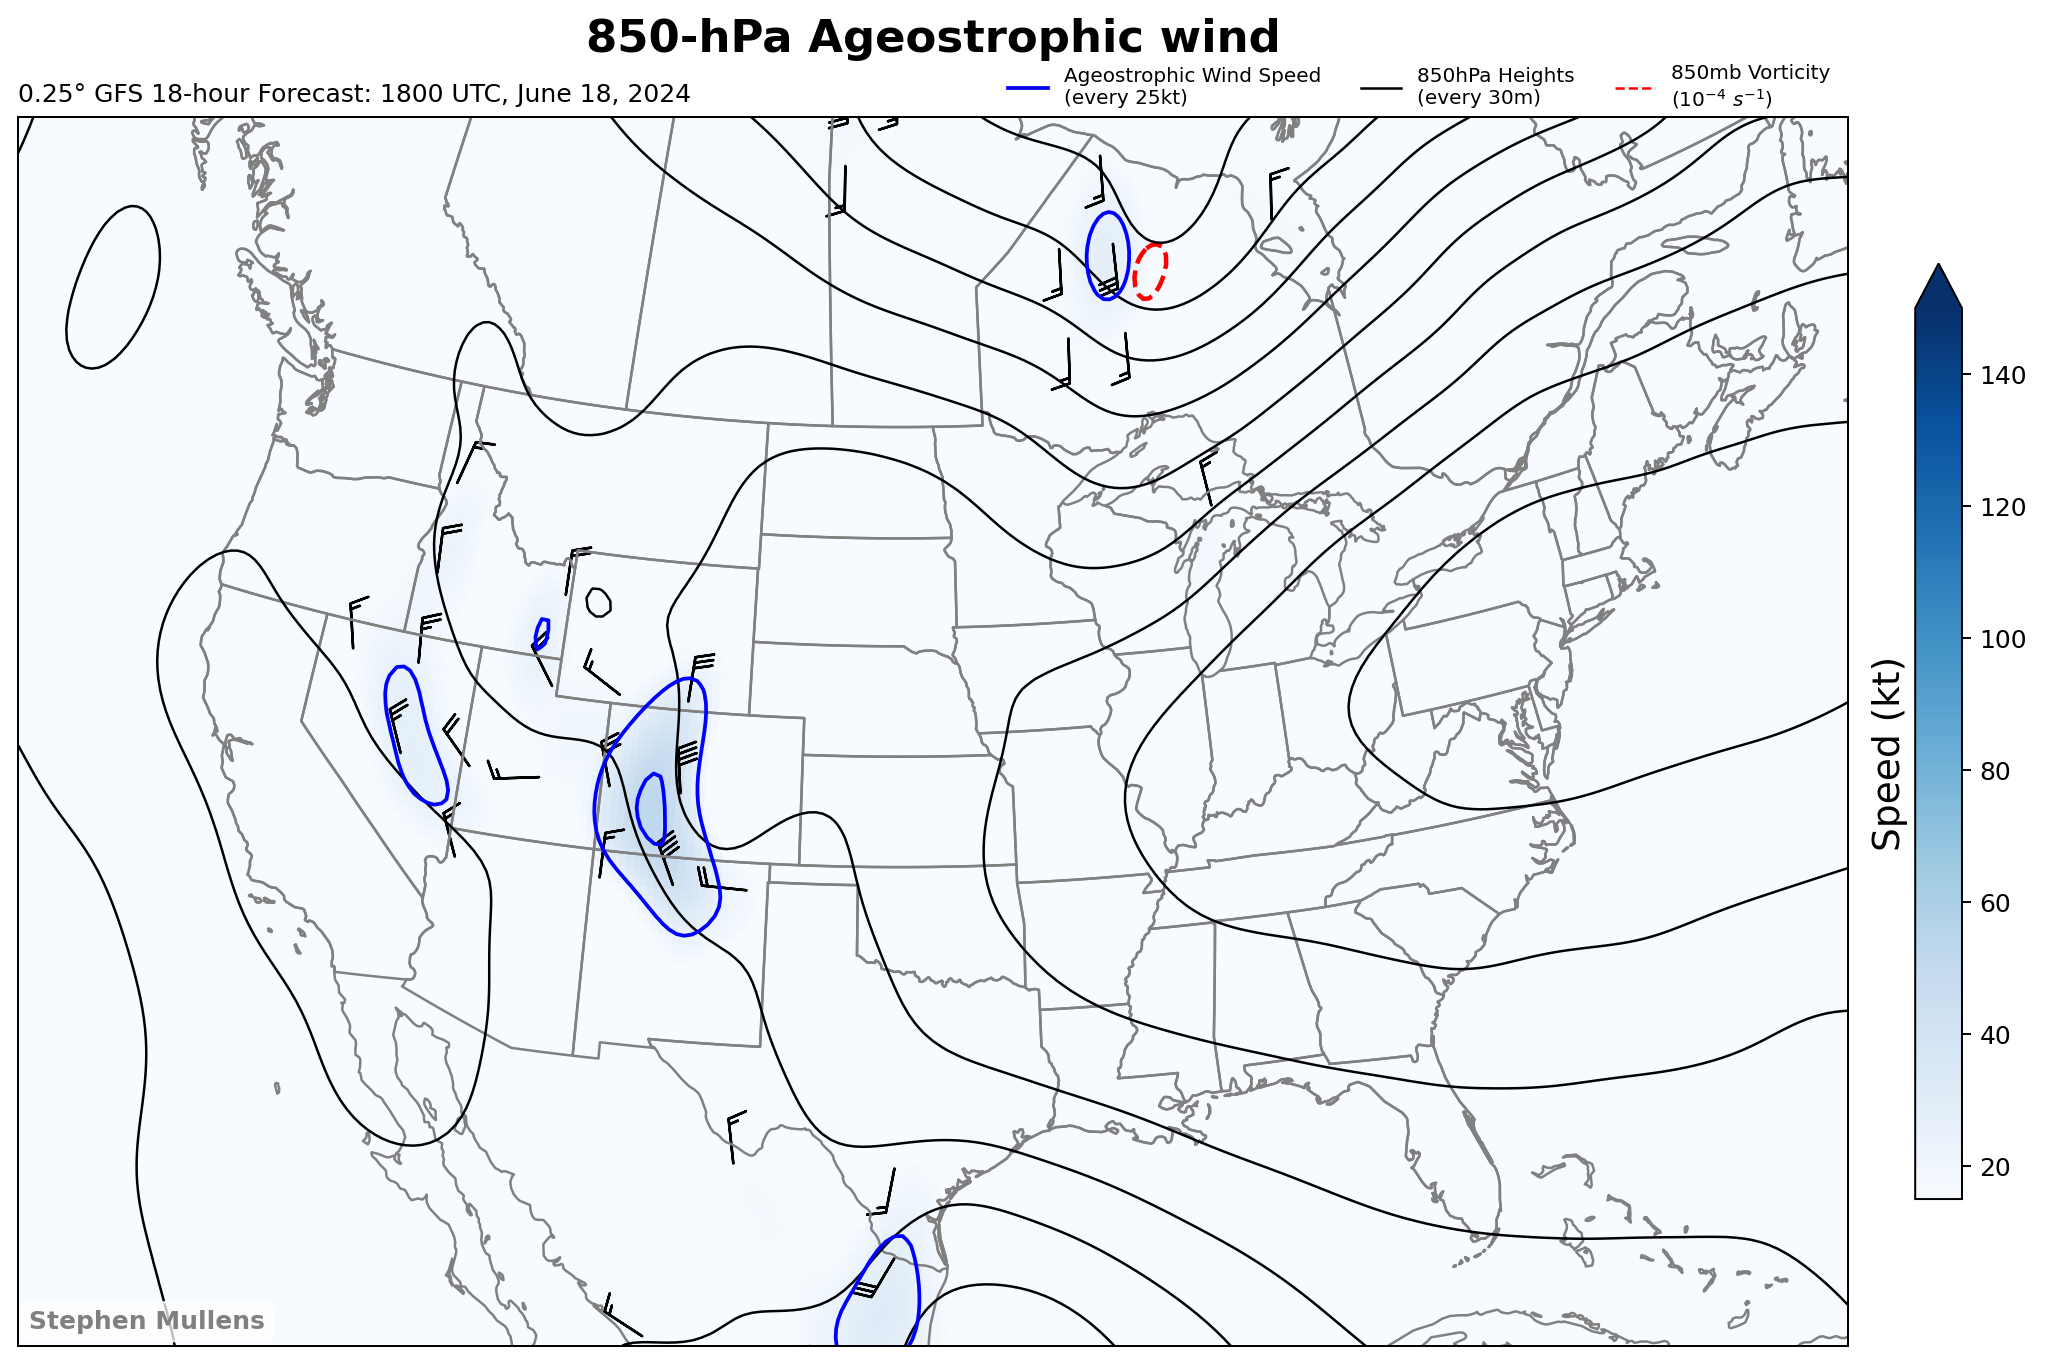 850-hPa Ageostrophic wind
0.25° GFS 18-hour Forecast: 1800 UTC, June 18, 2024
Ageostrophic Wind Speed
(every 25kt)
850hPa Heights
(every 30m)
850mb Vorticity
(10⁻⁴ s⁻¹)
140
120
100
80
60
40
20
Speed (kt)
Stephen Mullens